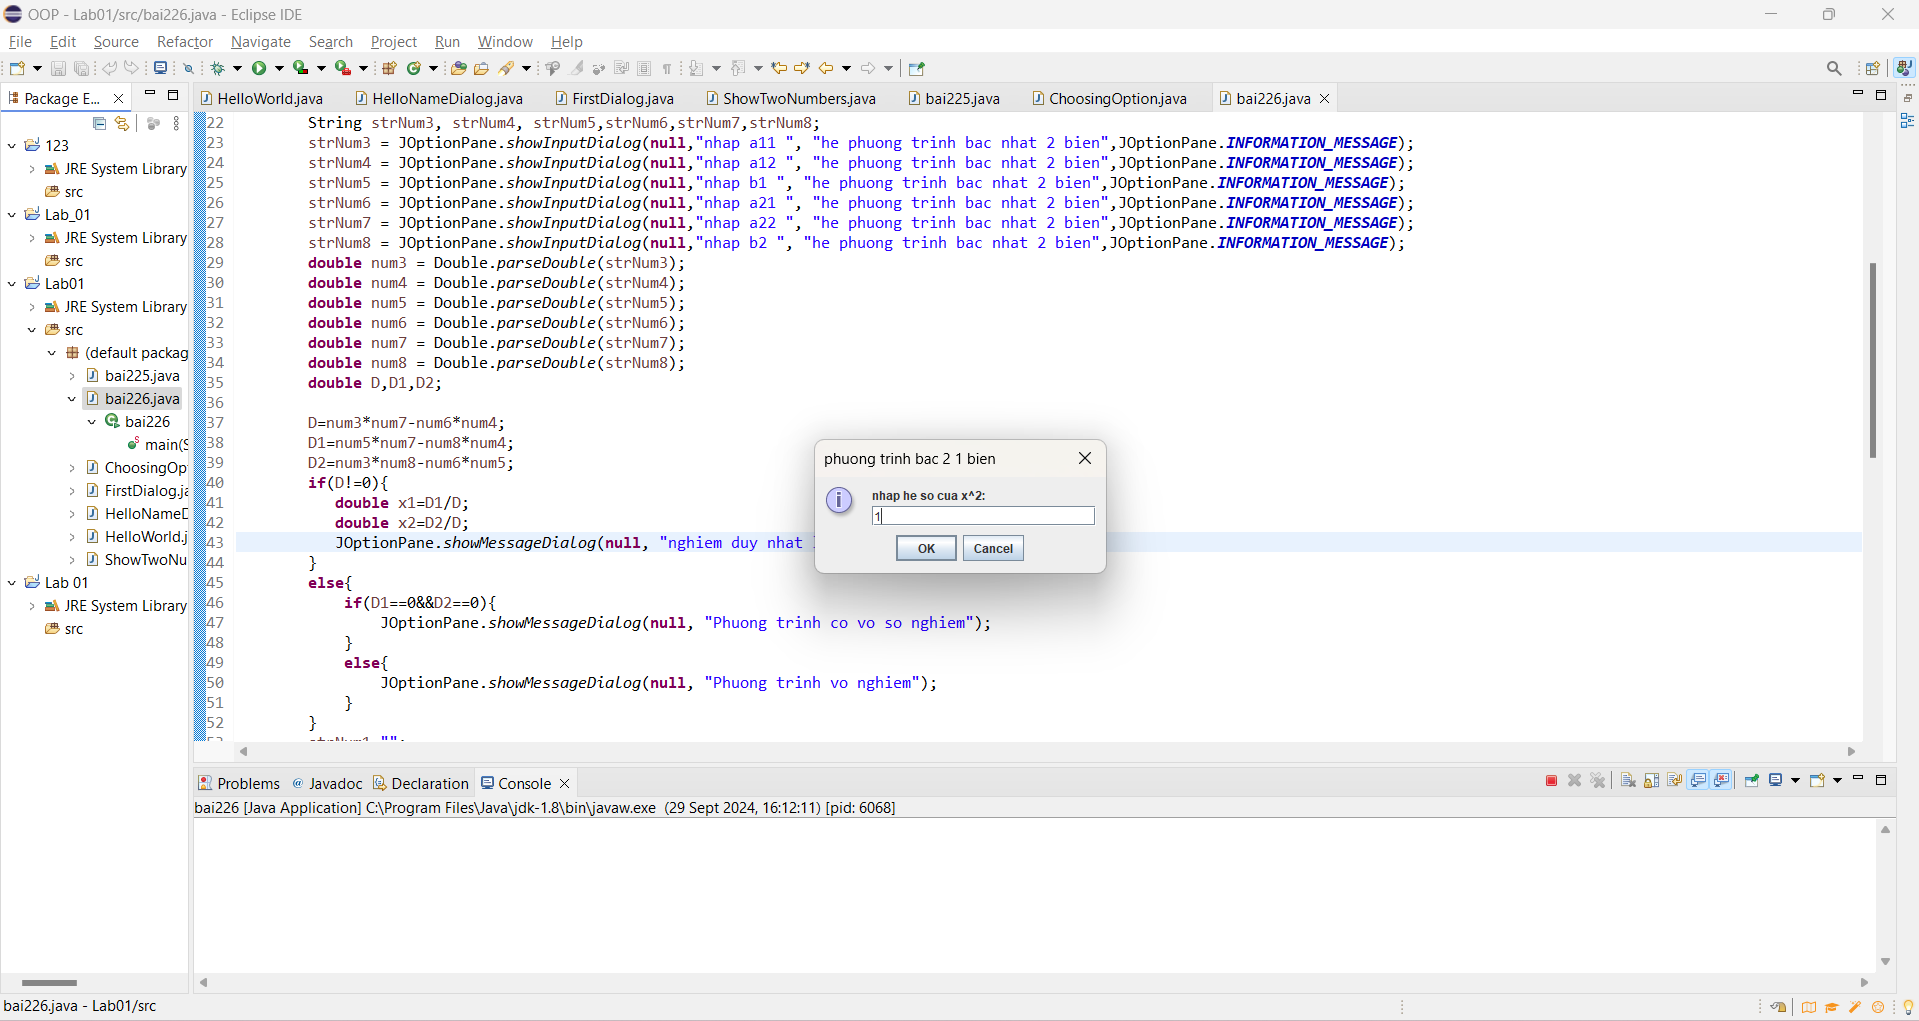 OOP - Lab01/src/bai226.java - Eclipse IDE
File Edit Source Refactor Navigate Search Project Run Window Help
Package E...
HelloWorld.java HelloNameDialog.java FirstDialog.java ShowTwoNumbers.java bai225.java ChoosingOption.java bai226.java
123
JRE System Library
src
Lab_01
JRE System Library
src
Lab01
JRE System Library
src
(default packag
bai225.java
bai226.java
bai226
main(S
ChoosingOp
FirstDialog.ja
HelloNameD
HelloWorld.j
ShowTwoNu
Lab 01
JRE System Library
src
22 String strNum3, strNum4, strNum5,strNum6,strNum7,strNum8;
23 strNum3 = JOptionPane.showInputDialog(null,"nhap a11 ", "he phuong trinh bac nhat 2 bien",JOptionPane.INFORMATION_MESSAGE);
24 strNum4 = JOptionPane.showInputDialog(null,"nhap a12 ", "he phuong trinh bac nhat 2 bien",JOptionPane.INFORMATION_MESSAGE);
25 strNum5 = JOptionPane.showInputDialog(null,"nhap b1 ", "he phuong trinh bac nhat 2 bien",JOptionPane.INFORMATION_MESSAGE);
26 strNum6 = JOptionPane.showInputDialog(null,"nhap a21 ", "he phuong trinh bac nhat 2 bien",JOptionPane.INFORMATION_MESSAGE);
27 strNum7 = JOptionPane.showInputDialog(null,"nhap a22 ", "he phuong trinh bac nhat 2 bien",JOptionPane.INFORMATION_MESSAGE);
28 strNum8 = JOptionPane.showInputDialog(null,"nhap b2 ", "he phuong trinh bac nhat 2 bien",JOptionPane.INFORMATION_MESSAGE);
29 double num3 = Double.parseDouble(strNum3);
30 double num4 = Double.parseDouble(strNum4);
31 double num5 = Double.parseDouble(strNum5);
32 double num6 = Double.parseDouble(strNum6);
33 double num7 = Double.parseDouble(strNum7);
34 double num8 = Double.parseDouble(strNum8);
35 double D,D1,D2;
36
37 D=num3*num7-num6*num4;
38 D1=num5*num7-num8*num4;
39 D2=num3*num8-num6*num5;
40 if(D!=0){
41 double x1=D1/D;
42 double x2=D2/D;
43 JOptionPane.showMessageDialog(null, "nghiem duy nhat
44 }
45 else{
46 if(D1==0&&D2==0){
47 JOptionPane.showMessageDialog(null, "Phuong trinh co vo so nghiem");
48 }
49 else{
50 JOptionPane.showMessageDialog(null, "Phuong trinh vo nghiem");
51 }
52 }
phuong trinh bac 2 1 bien
nhap he so cua x^2:
1
OK Cancel
Problems @ Javadoc Declaration Console
bai226 [Java Application] C:\Program Files\Java\jdk-1.8\bin\javaw.exe (29 Sept 2024, 16:12:11) [pid: 6068]
bai226.java - Lab01/src